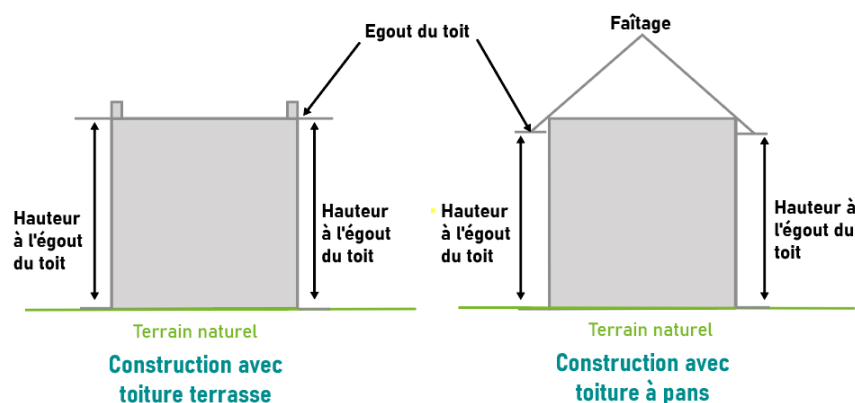 Egout du toit
Faîtage
Hauteur
à l'égout
du toit
Hauteur
à l'égout
du toit
Hauteur
à l'égout
du toit
Hauteur à
l'égout du
toit
Terrain naturel
Terrain naturel
Construction avec
toiture terrasse
Construction avec
toiture à pans